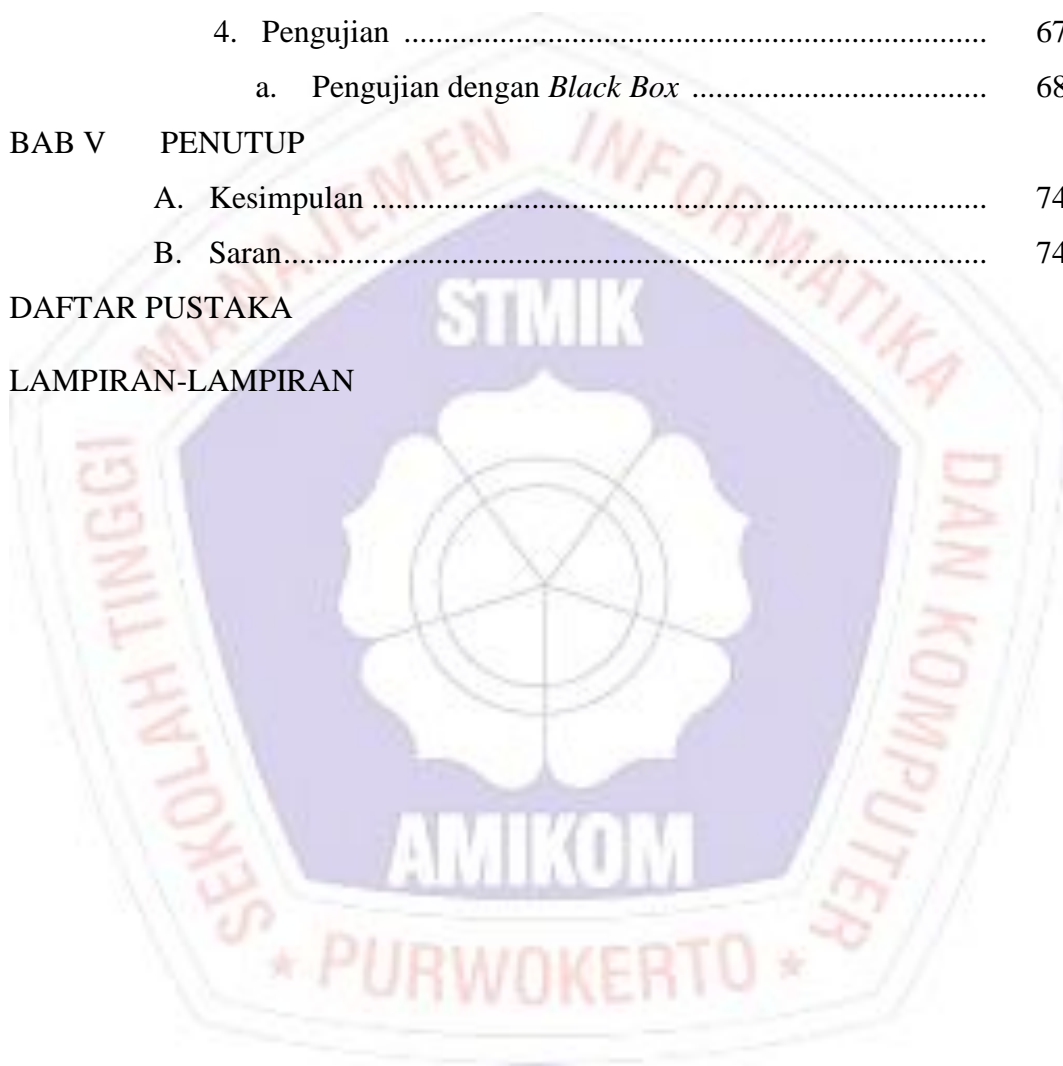 4. Pengujian ........................................................................ 67
a. Pengujian dengan Black Box ..................................... 68
BAB V PENUTUP
A. Kesimpulan ............................................................................ 74
B. Saran....................................................................................... 74
DAFTAR PUSTAKA
LAMPIRAN-LAMPIRAN
SEKOLAH TINGGI MANAJEMEN INFORMATIKA DAN KOMPUTER
STMIK
AMIKOM
* PURWOKERTO *